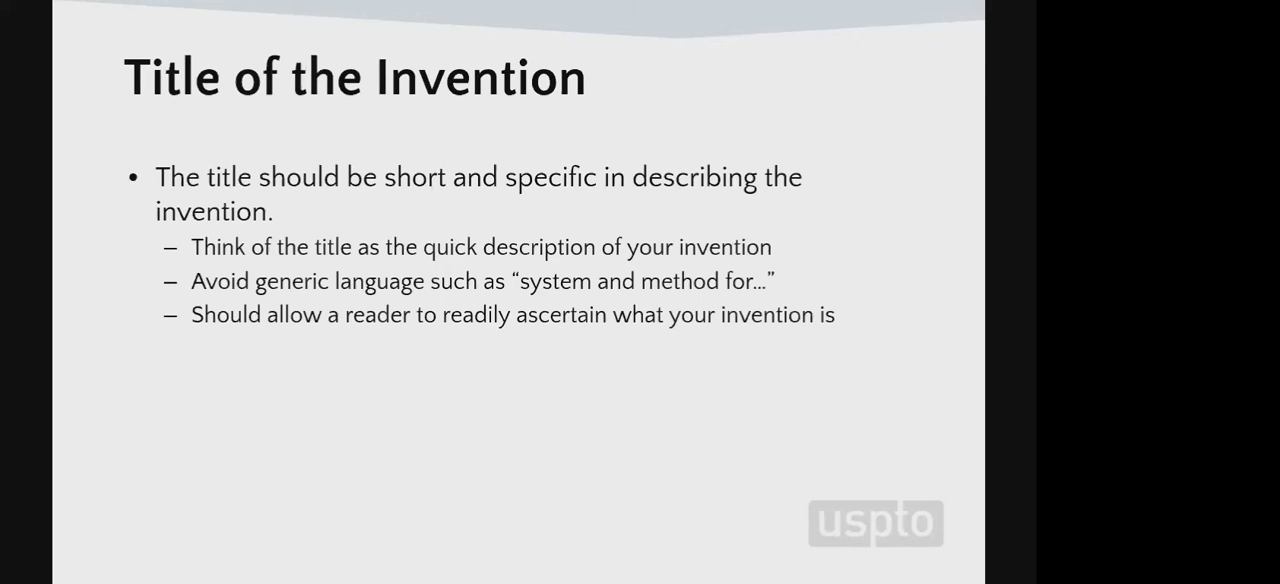 Title of the Invention
• The title should be short and specific in describing the
invention.
– Think of the title as the quick description of your invention
– Avoid generic language such as “system and method for...”
– Should allow a reader to readily ascertain what your invention is
uspto